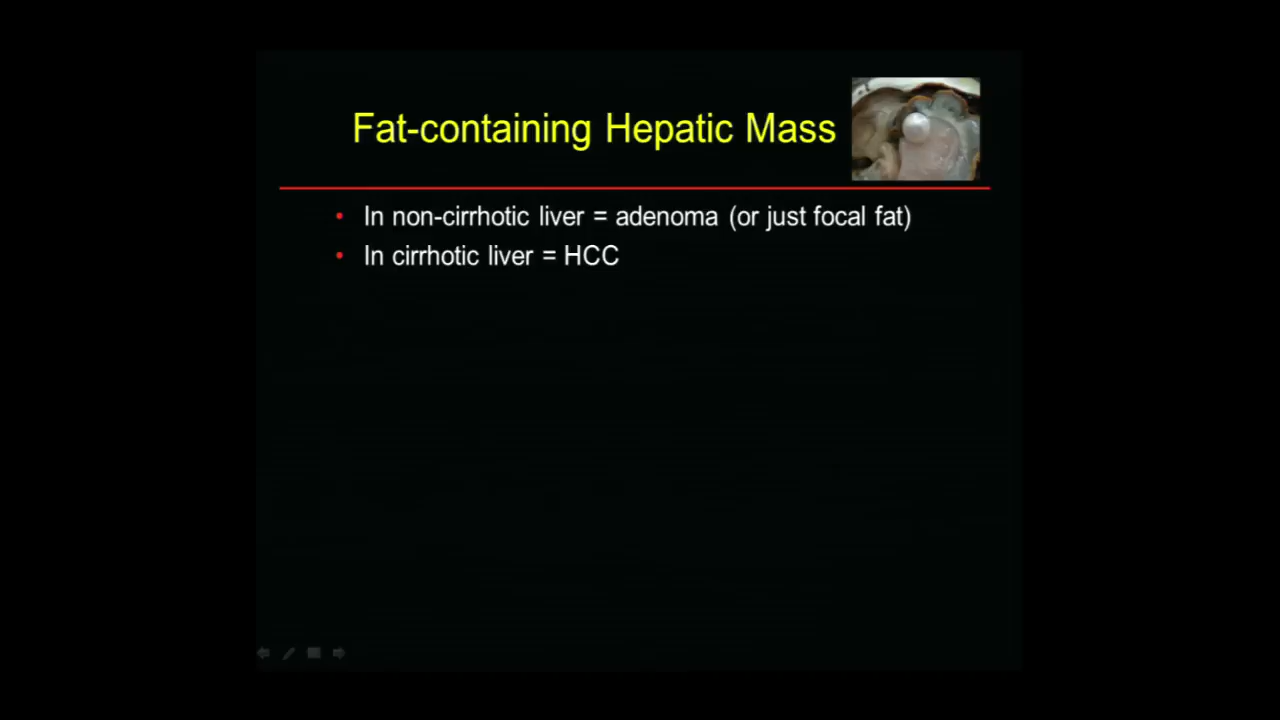 Fat-containing Hepatic Mass
• In non-cirrhotic liver = adenoma (or just focal fat)
• In cirrhotic liver = HCC